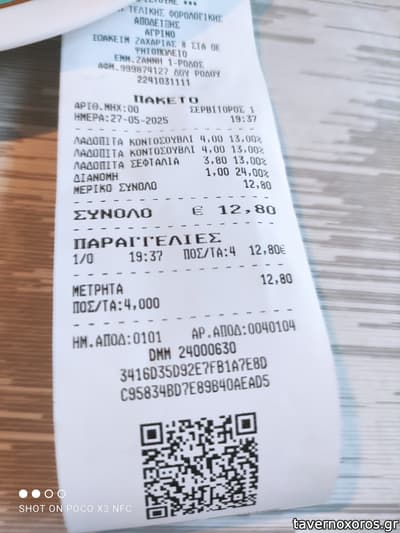 ΤΕΛΙΚΗΣ ΦΟΡΟΛΟΓΙΚΗΣ
ΑΠΟΔΕΙΞΗΣ
ΑΓΡΙΝΟ
ΣΙΑ ΟΕ
ΨΗΤΟΠΩΛΕΙΟ
ΕΜΜ.ΖΑΝΝΗ 1-ΡΟΔΟΣ
ΑΦΜ.999874127 ΔΟΥ ΡΟΔΟΥ
2241031111
ΠΑΚΕΤΟ
ΑΡΙΘ.ΜΗΧ:00 ΣΕΡΒΙΤΟΡΟΣ 1
ΗΜΕΡΑ:27-05-2025 19:37
ΛΑΔΟΠΙΤΑ ΚΟΝΤΟΣΟΥΒΛΙ 4,00 13,00%
ΛΑΔΟΠΙΤΑ ΚΟΝΤΟΣΟΥΒΛΙ 4,00 13,00%
ΛΑΔΟΠΙΤΑ ΣΕΦΤΑΛΙΑ 3,80 13,00%
ΔΙΑΝΟΜΗ 1,00 24,00%
ΜΕΡΙΚΟ ΣΥΝΟΛΟ 12,80
ΣΥΝΟΛΟ € 12,80
ΠΑΡΑΓΓΕΛΙΕΣ
1/0 19:37 ΠΟΣ/ΤΑ:4 12,80€
ΜΕΤΡΗΤΑ 12,80
ΠΟΣ/ΤΑ:4,000
ΗΜ.ΑΠΟΔ:0101 ΑΡ.ΑΠΟΔ:0040104
DMM 24000630
3416D35D92E7FB1A7E8D
C95834BD7E89B40AEAD5
SHOT ON POCO X3 NFC
tavernoxoros.gr